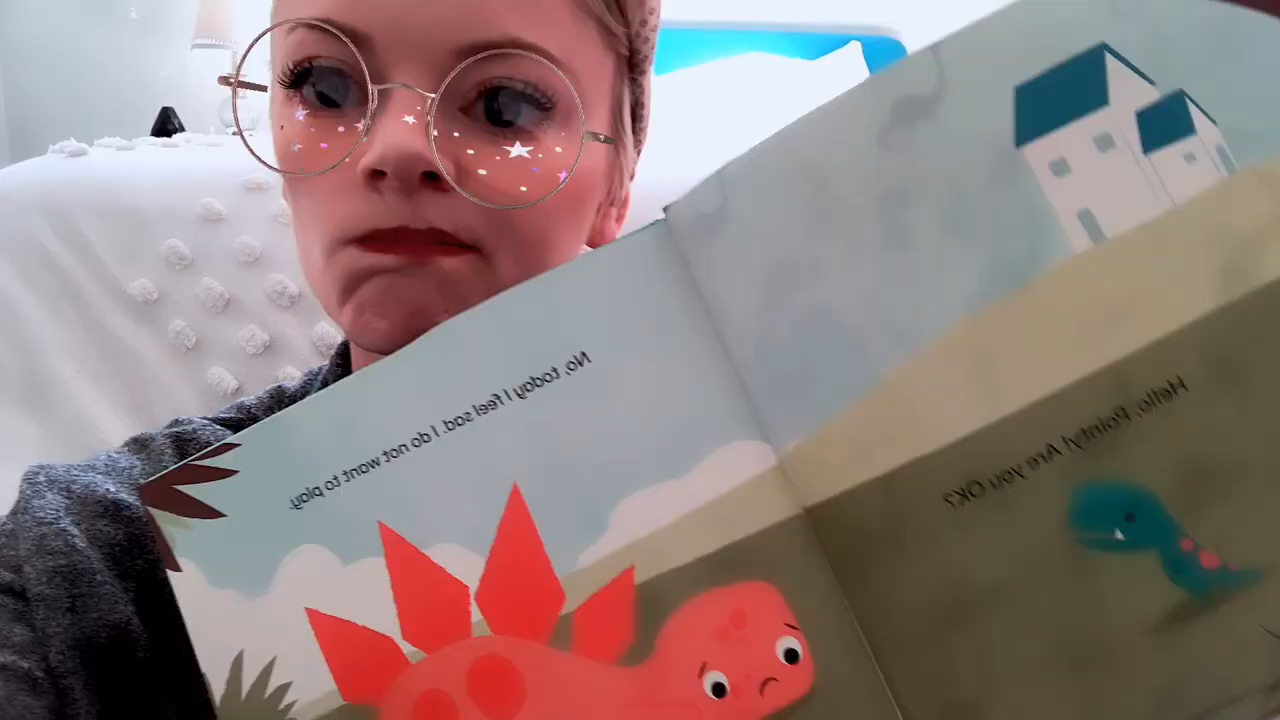 Hello, Pointy! Are you OK?
No, today I feel sad. I do not want to play.